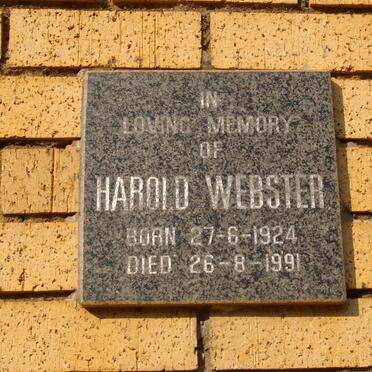 IN
LOVING MEMORY
OF
HAROLD WEBSTER
BORN 27-6-1924
DIED 26-8-1991